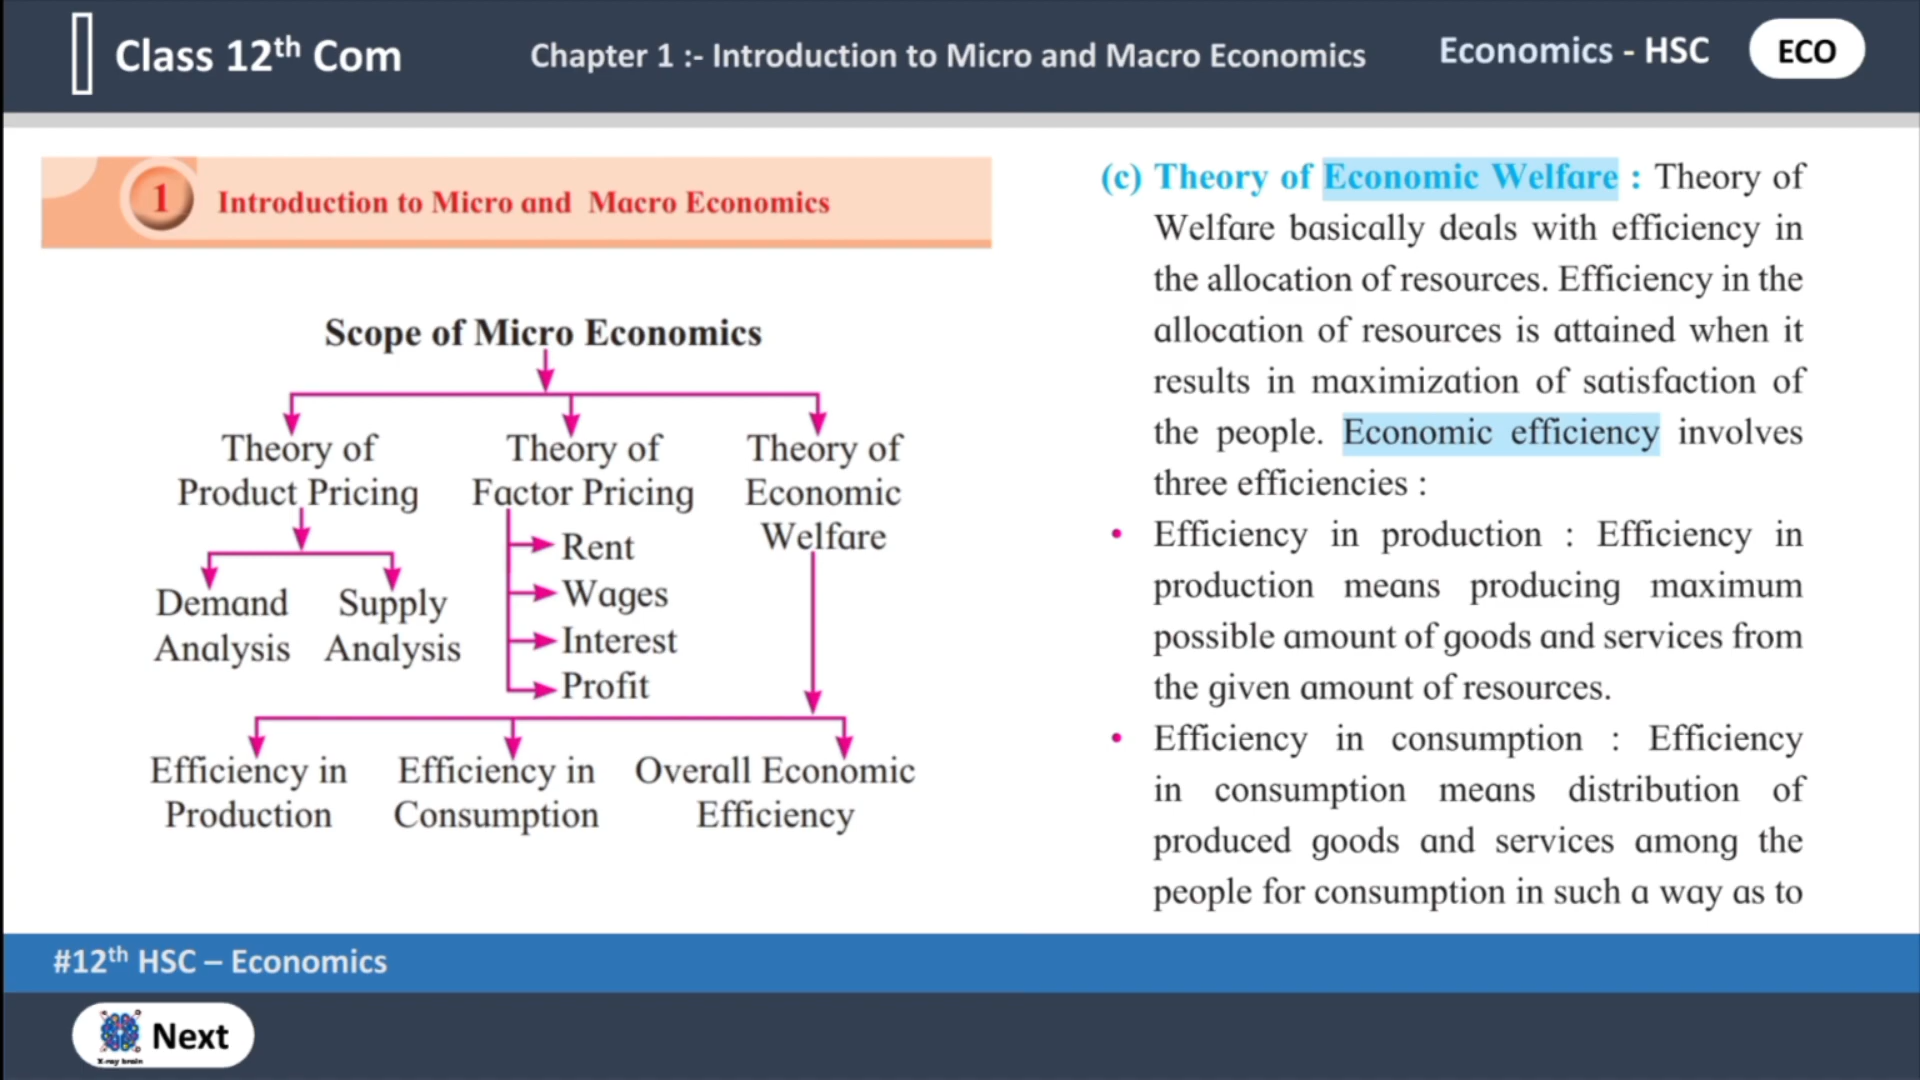 Class 12th Com
Chapter 1 :- Introduction to Micro and Macro Economics
Economics - HSC
ECO
1
Introduction to Micro and Macro Economics
Scope of Micro Economics
Theory of
Product Pricing
Theory of
Factor Pricing
Theory of
Economic
Welfare
Demand
Analysis
Supply
Analysis
Rent
Wages
Interest
Profit
Efficiency in
Production
Efficiency in
Consumption
Overall Economic
Efficiency
(c) Theory of Economic Welfare : Theory of
Welfare basically deals with efficiency in
the allocation of resources. Efficiency in the
allocation of resources is attained when it
results in maximization of satisfaction of
the people. Economic efficiency involves
three efficiencies :
• Efficiency in production : Efficiency in
production means producing maximum
possible amount of goods and services from
the given amount of resources.
• Efficiency in consumption : Efficiency
in consumption means distribution of
produced goods and services among the
people for consumption in such a way as to
#12th HSC – Economics
Next
X-ray brain